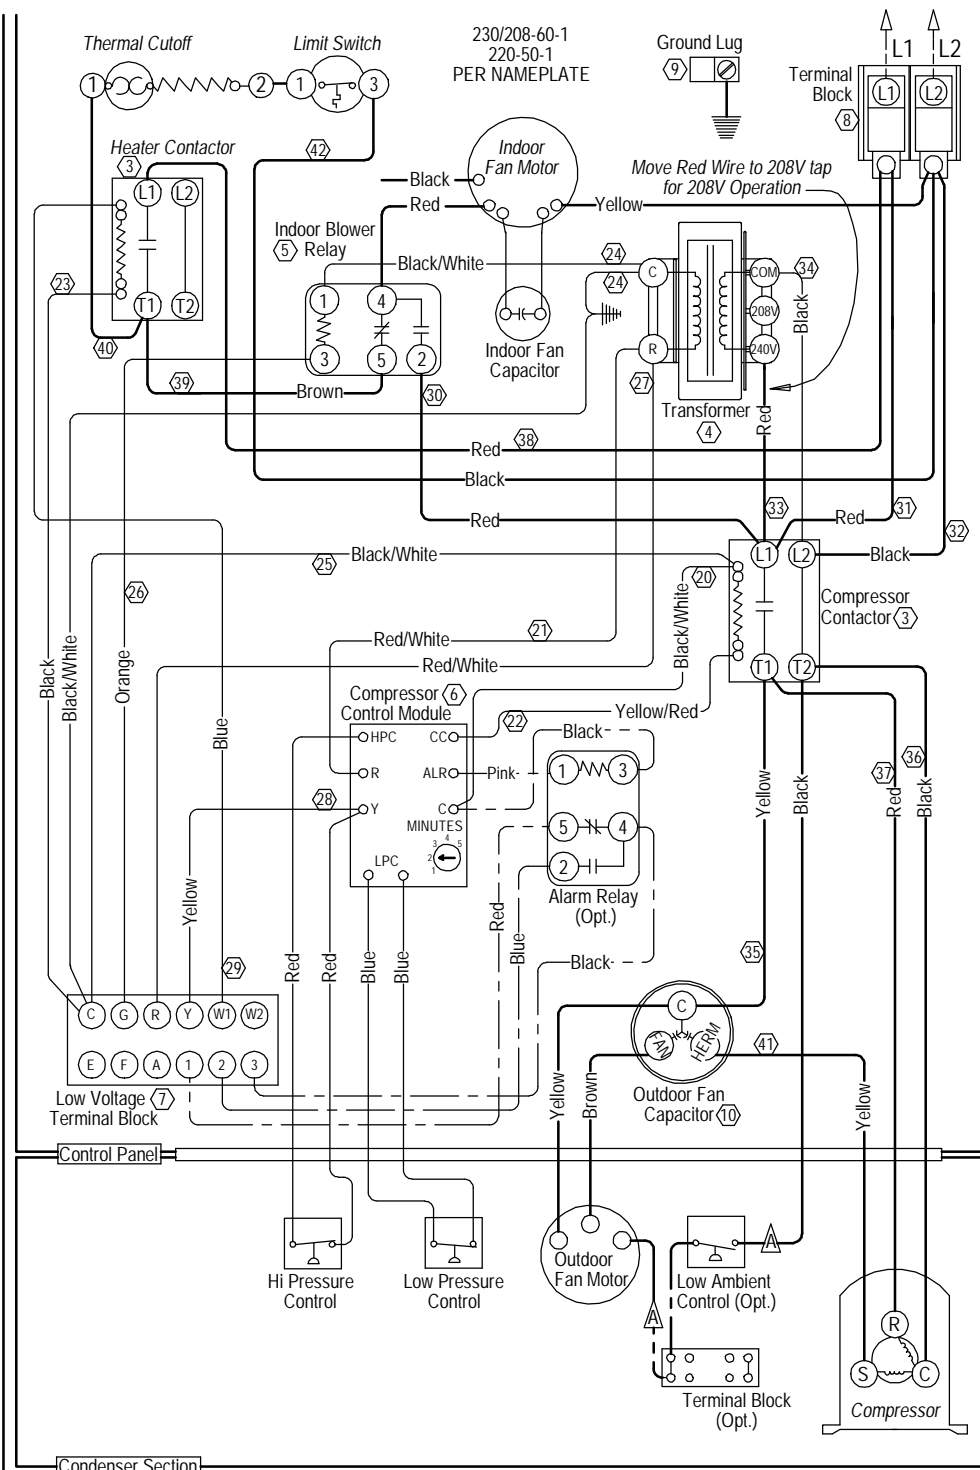 Thermal Cutoff
Limit Switch
230/208-60-1
220-50-1
PER NAMEPLATE
Ground Lug
9
L1
L2
Terminal
Block
8
L1
L2
1
2
1
3
42
Heater Contactor
3
L1
L2
T1
T2
23
40
39
Brown
Indoor
Fan Motor
Black
Red
Yellow
Move Red Wire to 208V tap
for 208V Operation
Indoor Blower
5
Relay
Black/White
24
24
1
4
3
5
2
30
Indoor Fan
Capacitor
C
R
27
COM
208V
240V
34
Black
Transformer
4
Red
38
Red
Black
Red
33
Red
31
32
Black
25
Black/White
26
20
L1
L2
T1
T2
Compressor
Contactor
3
21
Red/White
Red/White
Black/White
Black
Black/White
Orange
Blue
Compressor
6
Control Module
HPC
CC
R
ALR
Y
C
MINUTES
1
2
3
4
5
LPC
22
Yellow/Red
Black
Pink
1
3
5
4
2
Alarm Relay
(Opt.)
28
Yellow
Red
Red
Blue
Blue
Red
Blue
Black
Yellow
Black
37
Red
36
Black
35
29
C
G
R
Y
W1
W2
E
F
A
1
2
3
Low Voltage
7
Terminal Block
C
FAN
HERM
41
Outdoor Fan
Capacitor
10
Yellow
Brown
Yellow
Control Panel
Hi Pressure
Control
Low Pressure
Control
Outdoor
Fan Motor
A
Low Ambient
Control (Opt.)
A
Terminal Block
(Opt.)
R
S
C
Compressor
Condenser Section